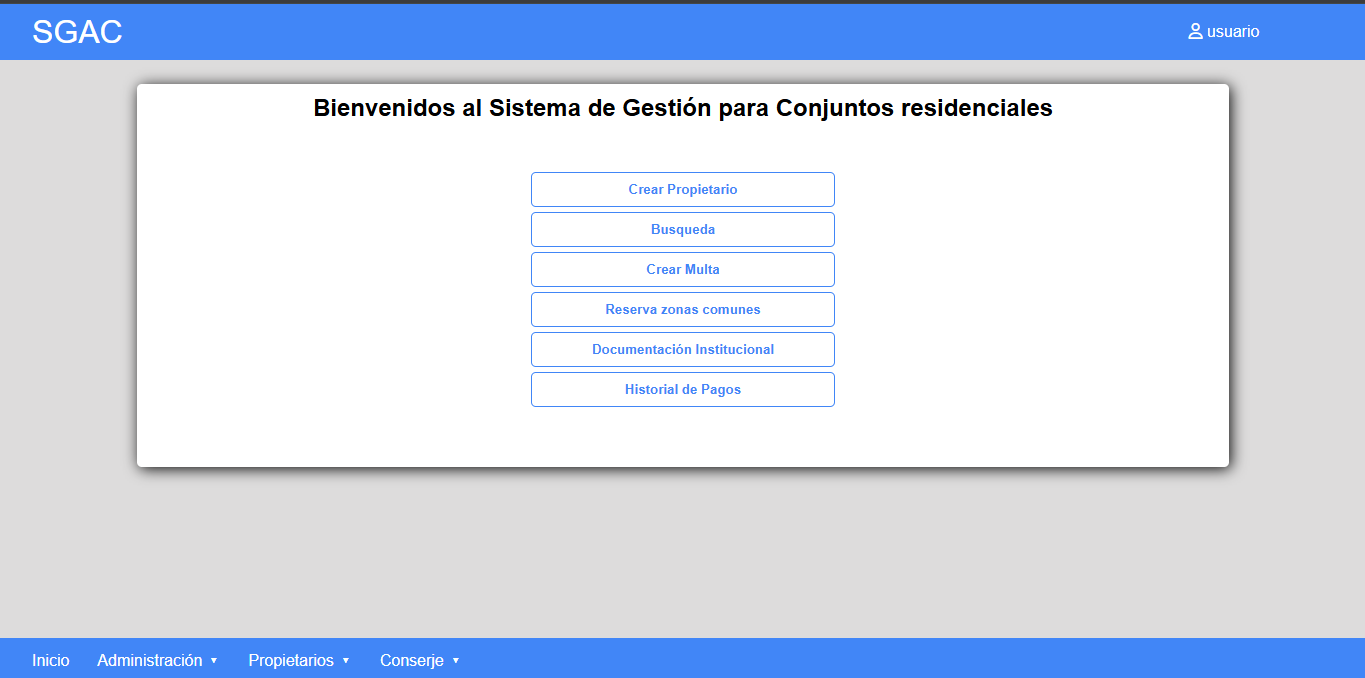 SGAC
usuario
Bienvenidos al Sistema de Gestión para Conjuntos residenciales
Crear Propietario
Busqueda
Crear Multa
Reserva zonas comunes
Documentación Institucional
Historial de Pagos
Inicio Administración ▼ Propietarios ▼ Conserje ▼